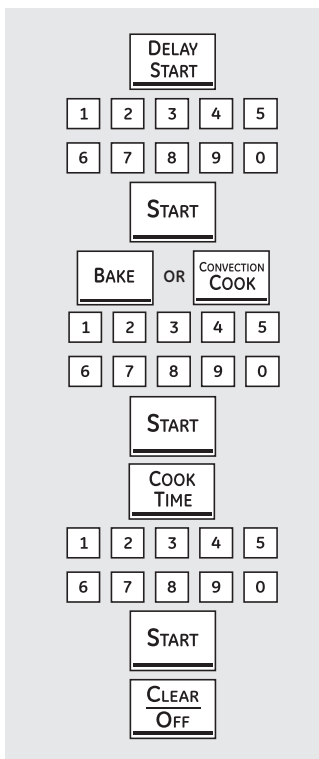 DELAY
START
1 2 3 4 5
6 7 8 9 0
START
BAKE OR CONVECTION COOK
1 2 3 4 5
6 7 8 9 0
START
COOK
TIME
1 2 3 4 5
6 7 8 9 0
START
CLEAR
OFF